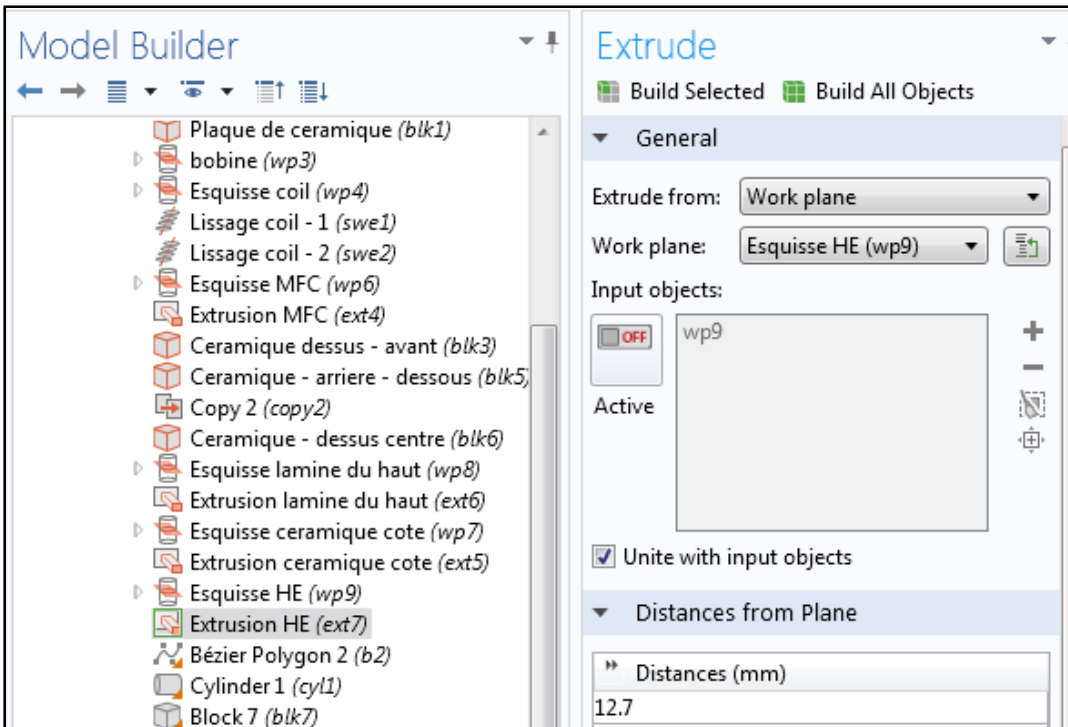 Model Builder
Plaque de ceramique (blk1)
bobine (wp3)
Esquisse coil (wp4)
Lissage coil - 1 (swe1)
Lissage coil - 2 (swe2)
Esquisse MFC (wp6)
Extrusion MFC (ext4)
Ceramique dessus - avant (blk3)
Ceramique - arriere - dessous (blk5)
Copy 2 (copy2)
Ceramique - dessus centre (blk6)
Esquisse lamine du haut (wp8)
Extrusion lamine du haut (ext6)
Esquisse ceramique cote (wp7)
Extrusion ceramique cote (ext5)
Esquisse HE (wp9)
Extrusion HE (ext7)
Bézier Polygon 2 (b2)
Cylinder 1 (cyl1)
Block 7 (blk7)
Extrude
Build Selected Build All Objects
General
Extrude from: Work plane
Work plane: Esquisse HE (wp9)
Input objects:
OFF
wp9
Active
Unite with input objects
Distances from Plane
Distances (mm)
12.7